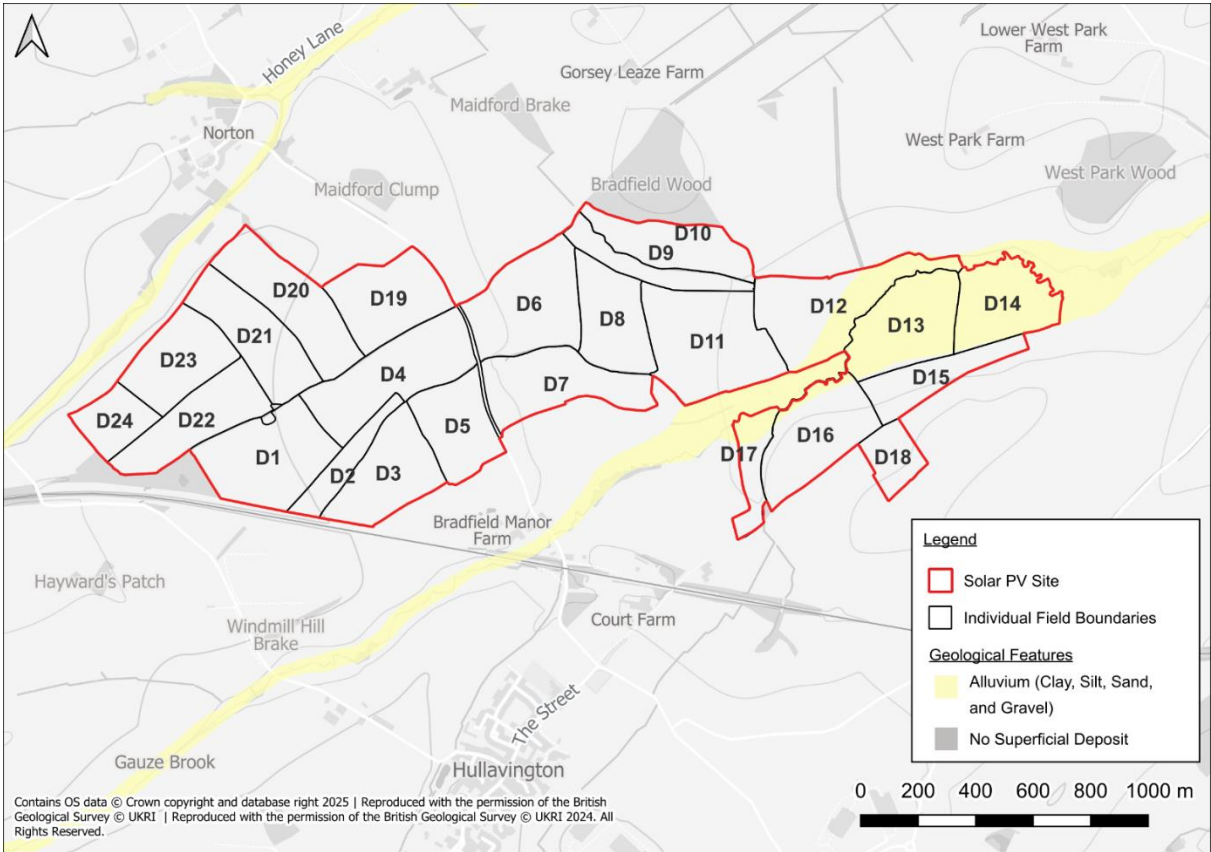 Honey Lane
Lower West Park
Farm
Gorsey Leaze Farm
Maidford Brake
Norton
West Park Farm
West Park Wood
Maidford Clump
Bradfield Wood
D10
D9
D20
D19
D6
D12
D14
D21
D8
D13
D11
D23
D4
D15
D7
D24
D22
D5
D16
D1
D17
D18
D2
D3
Bradfield Manor
Farm
Hayward's Patch
Court Farm
Windmill Hill
Brake
The Street
Gauze Brook
Hullavington
Legend
Solar PV Site
Individual Field Boundaries
Geological Features
Alluvium (Clay, Silt, Sand,
and Gravel)
No Superficial Deposit
0 200 400 600 800 1000 m
Contains OS data © Crown copyright and database right 2025 | Reproduced with the permission of the British
Geological Survey © UKRI | Reproduced with the permission of the British Geological Survey © UKRI 2024. All
Rights Reserved.